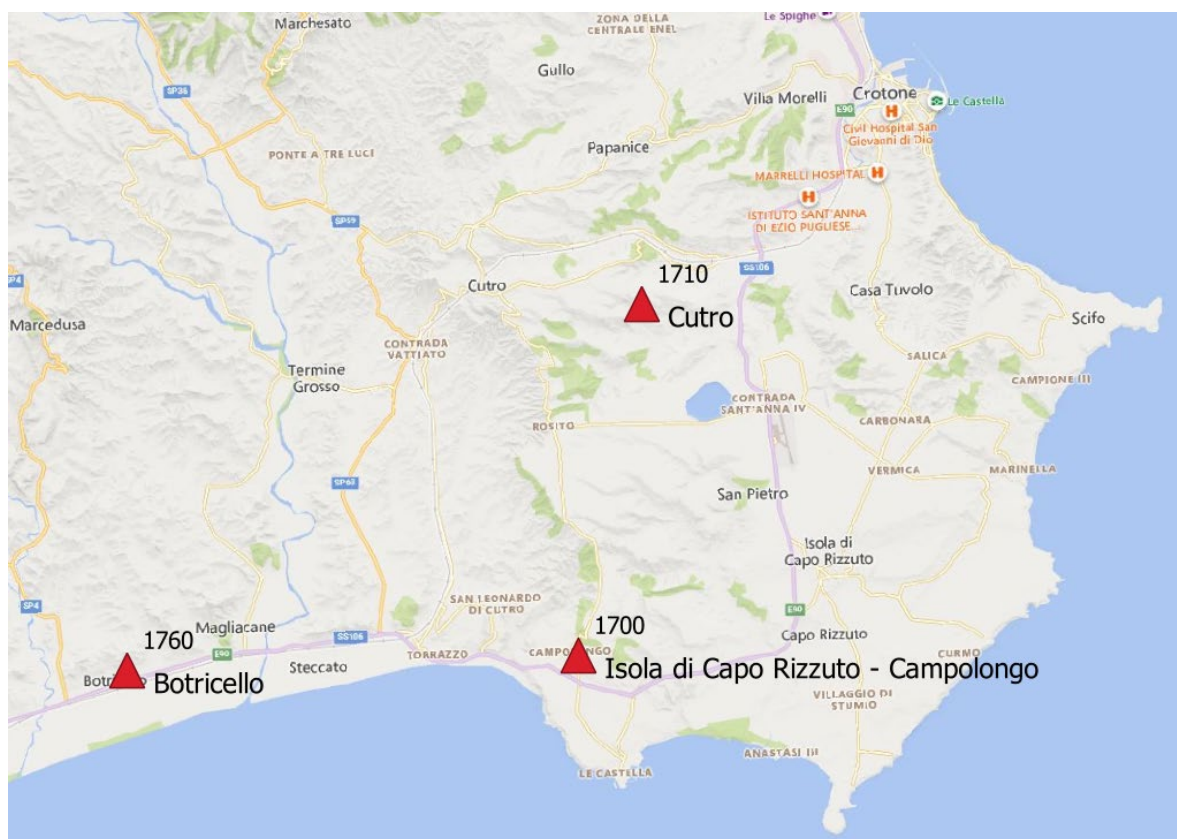 Le Spighe
ZONA DELLA
CENTRALE ENEL
Marchesato
Gullo
SP36
Vilia Morelli
E90
Crotone
Le Castella
Civil Hospital San
Giovanni di Dio
PONTE A TRE LUCI
Papanice
MARRELLI HOSPITAL
ISTITUTO SANT'ANNA
DI EZIO PUGLIESE...
SP59
SP4
Cutro
1710
Cutro
SS106
Casa Tuvolo
Scifo
Marcedusa
CONTRADA
VATTIATO
Termine
Grosso
SALICA
CAMPIONE III
CONTRADA
SANT'ANNA IV
CARBONARA
ROSITO
VERMICA
MARINELLA
SP63
San Pietro
Isola di
Capo Rizzuto
SP4
SAN LEONARDO
DI CUTRO
E90
Magliacane
1760
1700
SS106
Capo Rizzuto
E90
Steccato
TORRAZZO
CAMPOLONGO
CURMO
Botricello
Isola di Capo Rizzuto - Campolongo
VILLAGGIO DI
STUMIO
ANASTASI III
LE CASTELLA